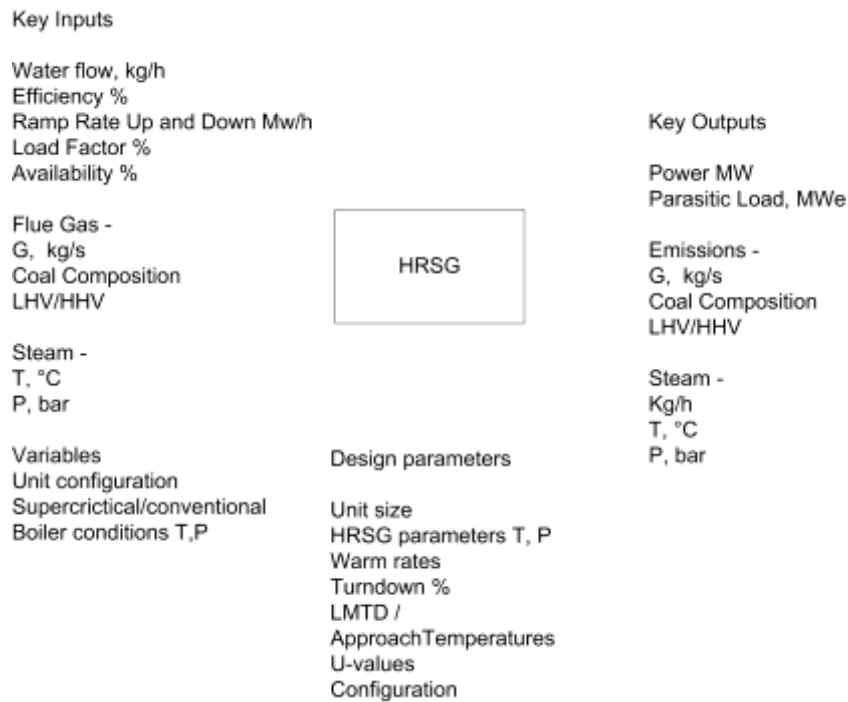 Key Inputs
Water flow, kg/h
Efficiency %
Ramp Rate Up and Down Mw/h
Load Factor %
Availability %
Flue Gas -
G,  kg/s
Coal Composition
LHV/HHV
Steam -
T, °C
P, bar
Variables
Unit configuration
Supercrictical/conventional
Boiler conditions T,P
HRSG
Design parameters
Unit size
HRSG parameters T, P
Warm rates
Turndown %
LMTD /
ApproachTemperatures
U-values
Configuration
Key Outputs
Power MW
Parasitic Load, MWe
Emissions -
G,  kg/s
Coal Composition
LHV/HHV
Steam -
Kg/h
T, °C
P, bar